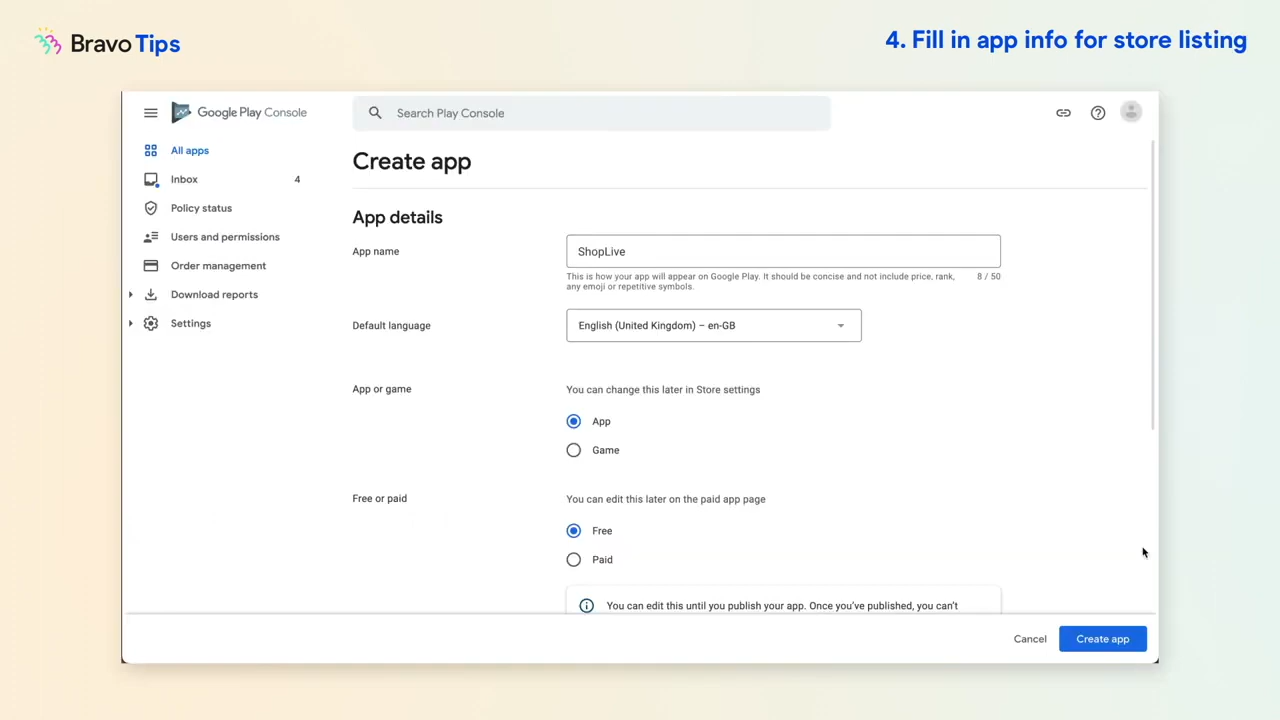 Bravo Tips
4. Fill in app info for store listing
Google Play Console
Search Play Console
All apps
Inbox 4
Policy status
Users and permissions
Order management
Download reports
Settings
Create app
App details
App name
ShopLive
This is how your app will appear on Google Play. It should be concise and not include price, rank, 8 / 50
any emoji or repetitive symbols.
Default language
English (United Kingdom) – en-GB
App or game
You can change this later in Store settings
App
Game
Free or paid
You can edit this later on the paid app page
Free
Paid
You can edit this until you publish your app. Once you've published, you can't
Cancel
Create app